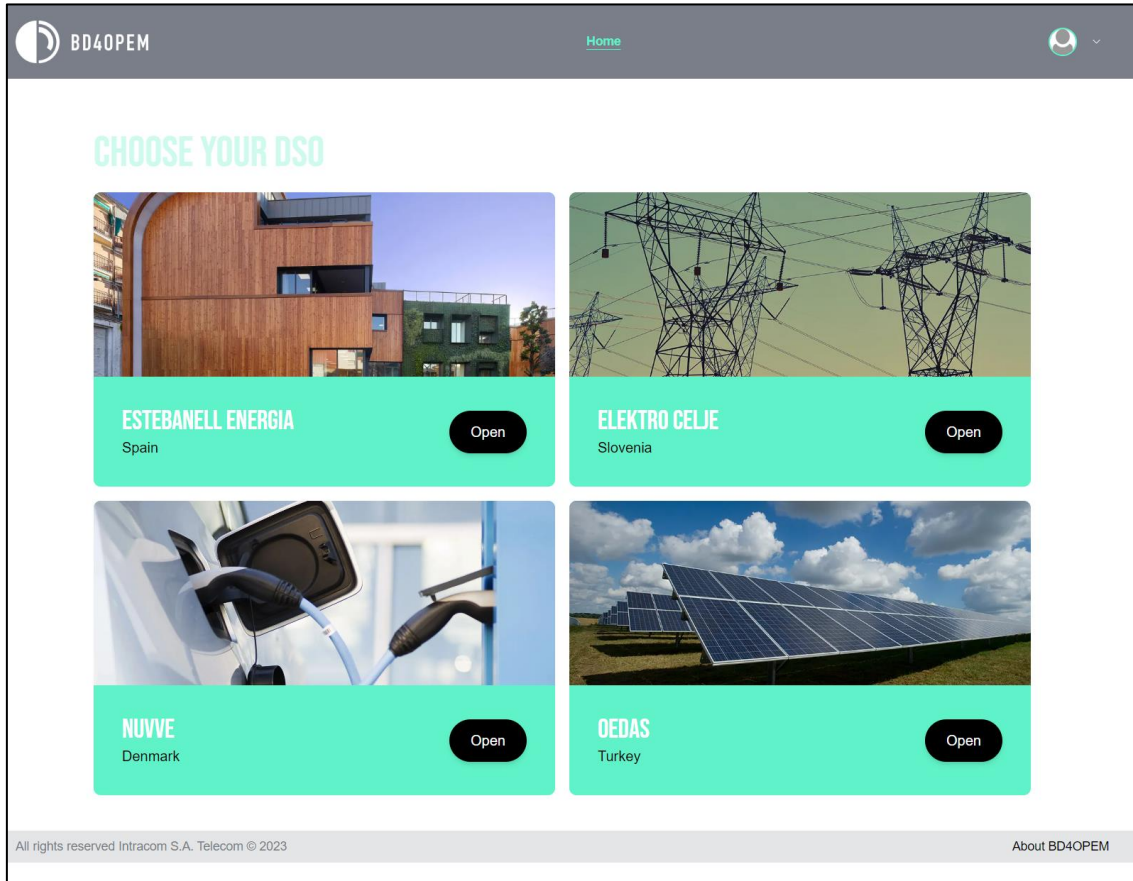 BD4OPEM
Home
CHOOSE YOUR DSO
ESTEBANELL ENERGIA
Spain
Open
ELEKTRO CELJE
Slovenia
Open
NUVVE
Denmark
Open
OEDAS
Turkey
Open
All rights reserved Intracom S.A. Telecom © 2023
About BD4OPEM